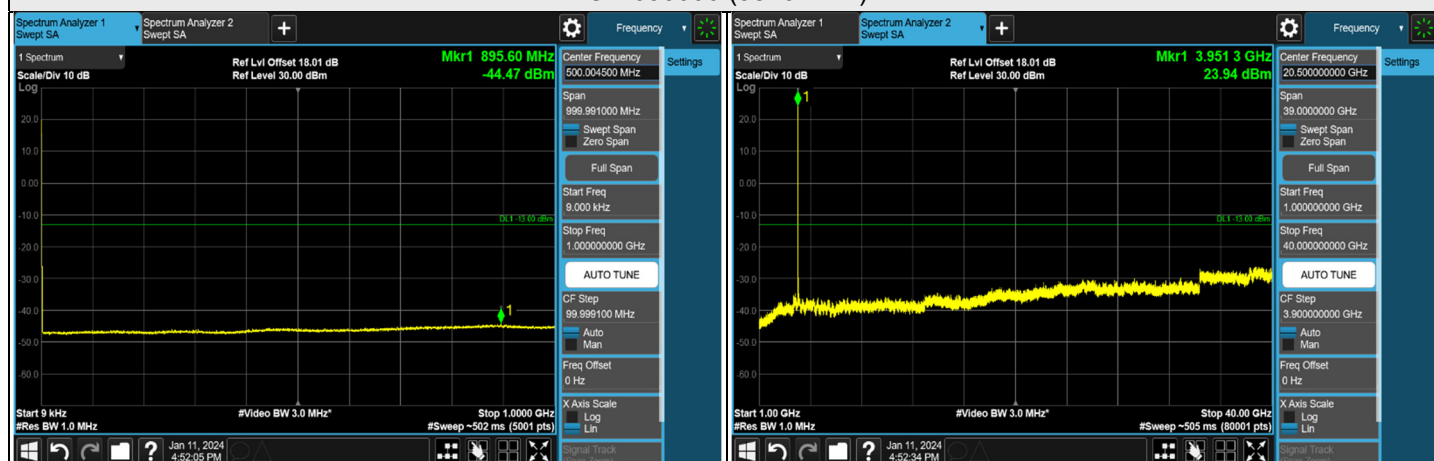 Spectrum Analyzer 1
Swept SA
Spectrum Analyzer 2
Swept SA
+
Frequency
1 Spectrum
Scale/Div 10 dB
Log
Ref Lvl Offset 18.01 dB
Ref Level 30.00 dBm
Mkr1 895.60 MHz
-44.47 dBm
20.0
10.0
0.00
-10.0
-20.0
-30.0
-40.0
-50.0
-60.0
DL1 -13.00 dBm
1
Start 9 kHz
#Res BW 1.0 MHz
#Video BW 3.0 MHz*
Stop 1.0000 GHz
#Sweep ~502 ms (5001 pts)
Center Frequency
500.004500 MHz
Settings
Span
999.991000 MHz
Swept Span
Zero Span
Full Span
Start Freq
9.000 kHz
Stop Freq
1.000000000 GHz
AUTO TUNE
CF Step
99.999100 MHz
Auto
Man
Freq Offset
0 Hz
X Axis Scale
Log
Lin
Signal Track
?
Jan 11, 2024
4:52:05 PM
Spectrum Analyzer 1
Swept SA
Spectrum Analyzer 2
Swept SA
+
Frequency
1 Spectrum
Scale/Div 10 dB
Log
Ref Lvl Offset 18.01 dB
Ref Level 30.00 dBm
Mkr1 3.951 3 GHz
23.94 dBm
20.0
10.0
0.00
-10.0
-20.0
-30.0
-40.0
-50.0
-60.0
DL1 -13.00 dBm
1
Start 1.00 GHz
#Res BW 1.0 MHz
#Video BW 3.0 MHz*
Stop 40.00 GHz
#Sweep ~505 ms (80001 pts)
Center Frequency
20.500000000 GHz
Settings
Span
39.0000000 GHz
Swept Span
Zero Span
Full Span
Start Freq
1.000000000 GHz
Stop Freq
40.000000000 GHz
AUTO TUNE
CF Step
3.900000000 GHz
Auto
Man
Freq Offset
0 Hz
X Axis Scale
Log
Lin
Signal Track
?
Jan 11, 2024
4:52:34 PM